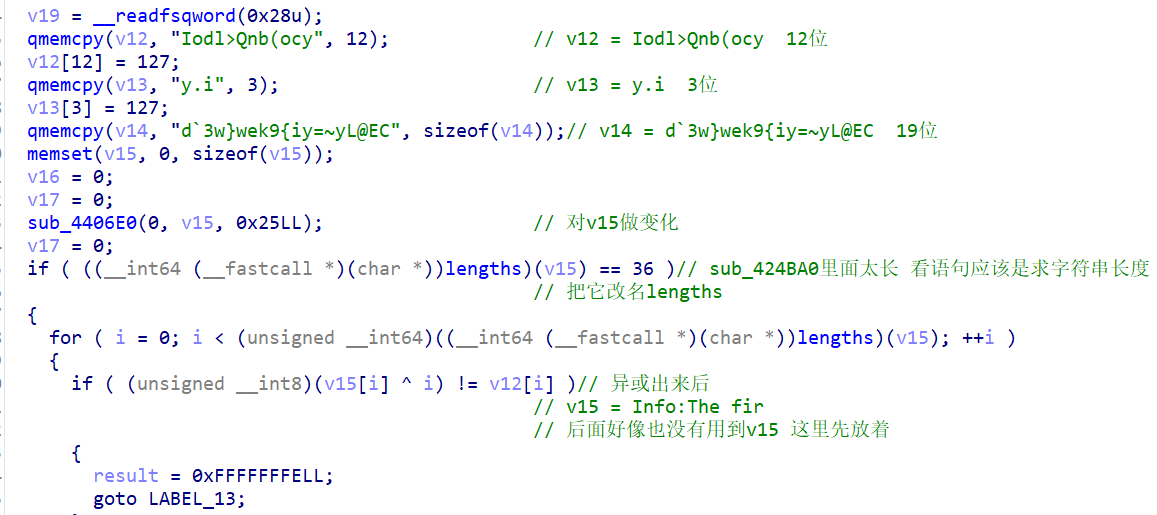 v19 = __readfsqword(0x28u);
qmemcpy(v12, "Iodl>Qnb(ocy", 12); // v12 = Iodl>Qnb(ocy 12位
v12[12] = 127;
qmemcpy(v13, "y.i", 3); // v13 = y.i 3位
v13[3] = 127;
qmemcpy(v14, "d`3w}wek9{iy=~yL@EC", sizeof(v14));// v14 = d`3w}wek9{iy=~yL@EC 19位
memset(v15, 0, sizeof(v15));
v16 = 0;
v17 = 0;
sub_4406E0(0, v15, 0x25LL); // 对v15做变化
v17 = 0;
if ( ((__int64 (__fastcall *)(char *))lengths)(v15) == 36 )// sub_424BA0里面太长 看语句应该是求字符串长度
// 把它改名lengths
{
for ( i = 0; i < (unsigned __int64)((__int64 (__fastcall *)(char *))lengths)(v15); ++i )
{
if ( (unsigned __int8)(v15[i] ^ i) != v12[i] )// 异或出来后
// v15 = Info:The fir
// 后面好像也没有用到v15 这里先放着
{
result = 0xFFFFFFFELL;
goto LABEL_13;